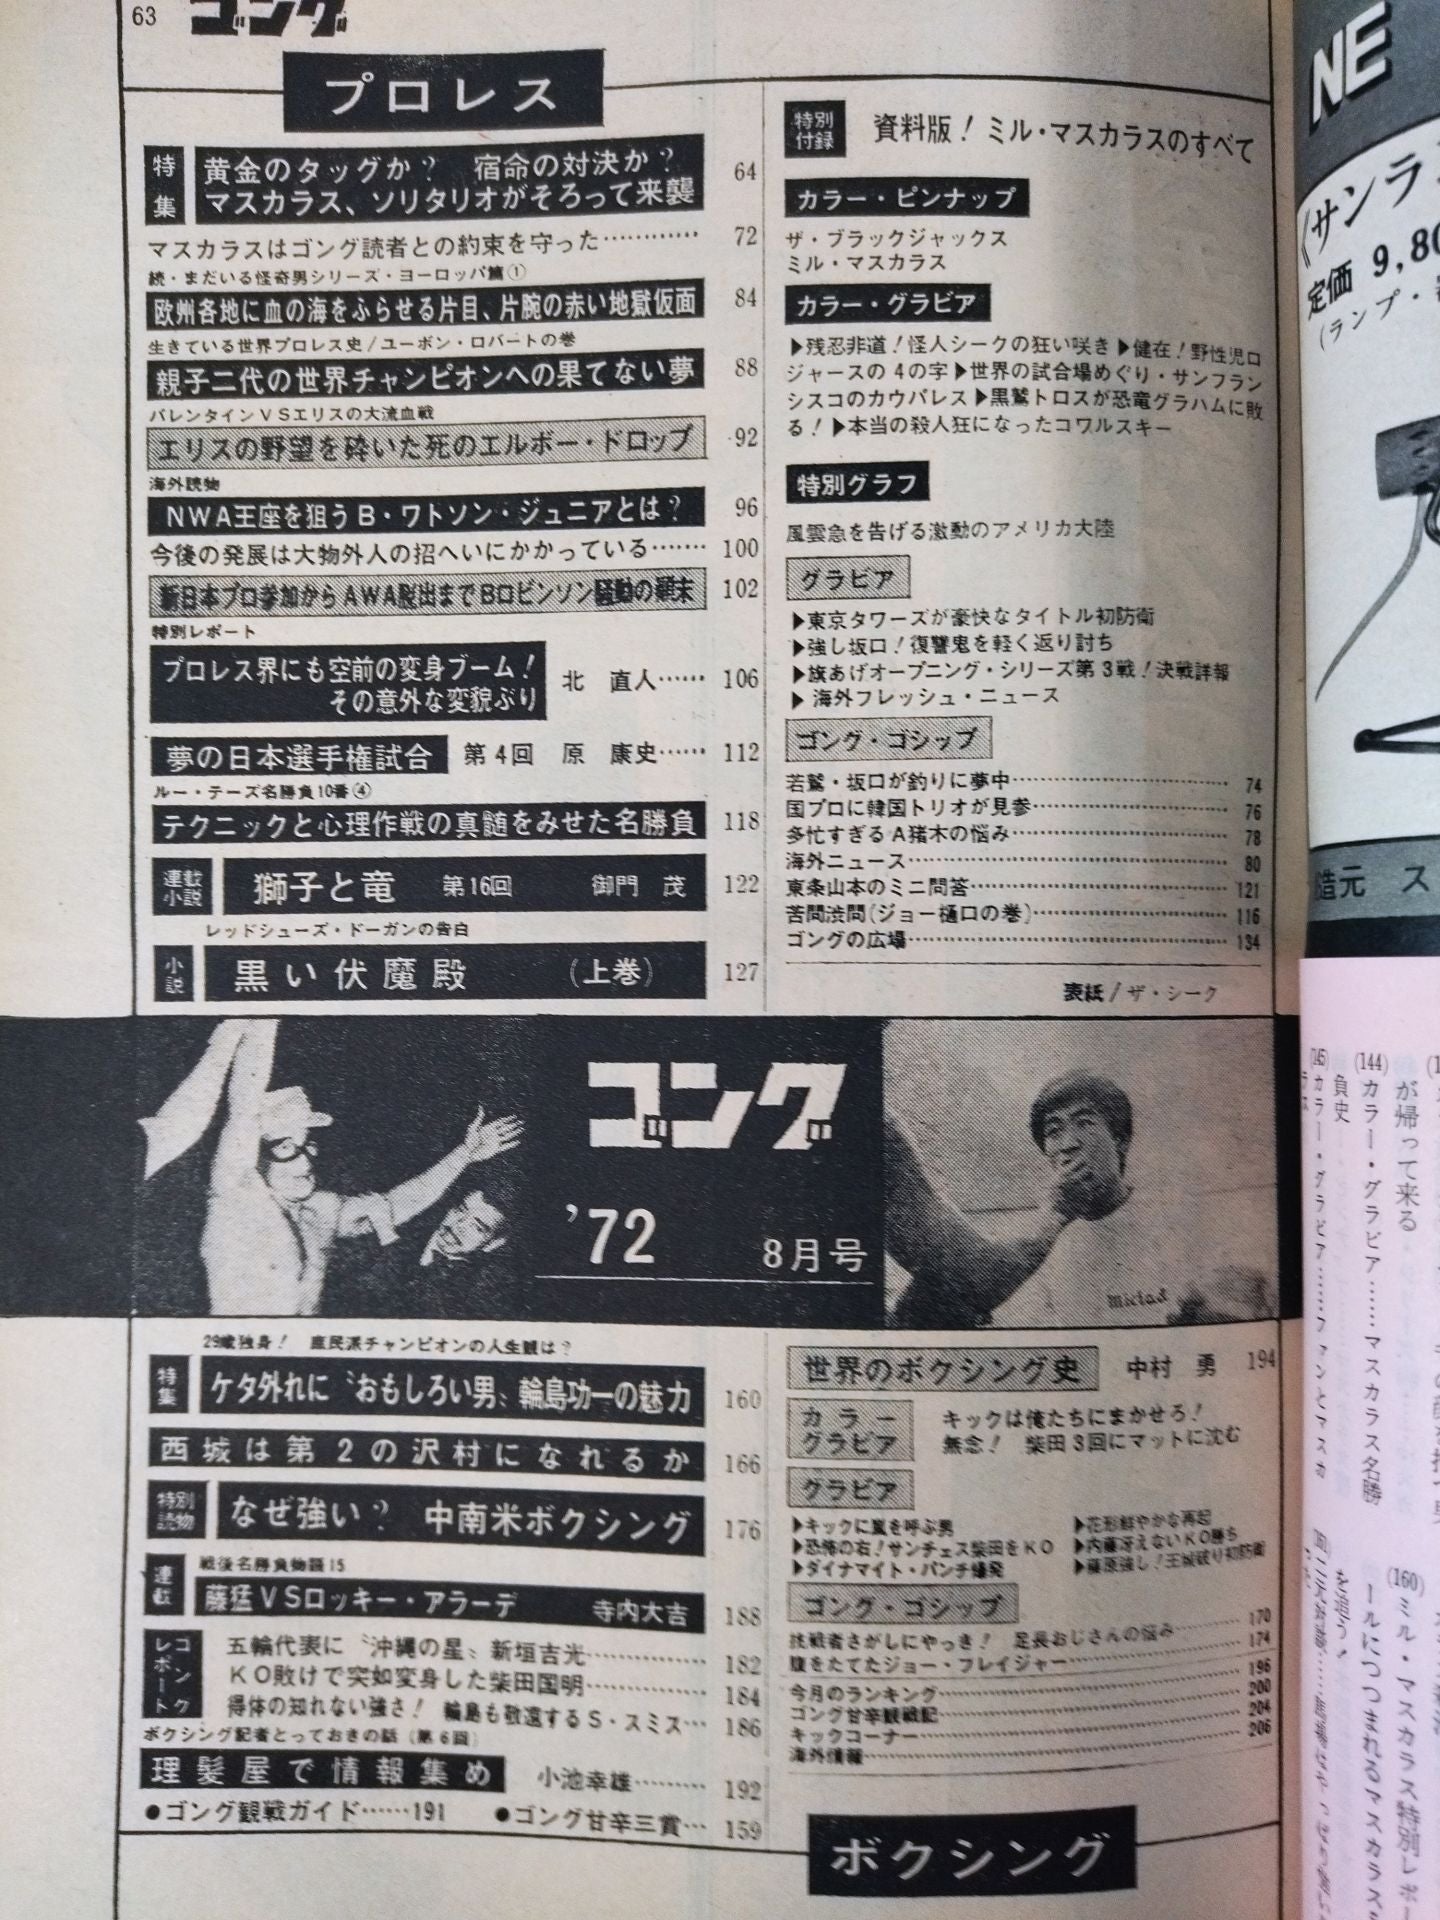 63
ゴング
プロレス
特集
黄金のタッグか？ 宿命の対決か？
マスカラス、ソリタリオがそろって来襲
64
マスカラスはゴング読者との約束を守った…………72
続・まだいる怪奇男シリーズ・ヨーロッパ篇①
欧州各地に血の海をふらせる片目、片腕の赤い地獄仮面 84
生きている世界プロレス史/ユーボン・ロバートの巻
親子二代の世界チャンピオンへの果てない夢 88
バレンタインVSエリスの大流血戦
エリスの野望を砕いた死のエルボー・ドロップ 92
海外読物
NWA王座を狙うB・ワトソン・ジュニアとは？ 96
今後の発展は大物外人の招へいにかかっている……100
新日本プロ参加からAWA脱出までBロビンソン騒動の顛末 102
特別レポート
プロレス界にも空前の変身ブーム！
その意外な変貌ぶり
北 直人……106
夢の日本選手権試合 第4回 原 康史……112
ルー・テーズ名勝負10番④
テクニックと心理作戦の真髄をみせた名勝負 118
連載小説 獅子と竜 第16回 御門 茂 122
レッドシューズ・ドーガンの告白
小説 黒い伏魔殿 (上巻) 127
特別付録 資料版！ミル・マスカラスのすべて
カラー・ピンナップ
ザ・ブラックジャックス
ミル・マスカラス
カラー・グラビア
▶残忍非道！怪人シークの狂い咲き▶健在！野性児ロ
ジャースの4の字▶世界の試合場めぐり・サンフラン
シスコのカウパレス▶黒鷲トロスが恐竜グラハムに敗
る！▶本当の殺人狂になったコワルスキー
特別グラフ
風雲急を告げる激動のアメリカ大陸
グラビア
▶東京タワーズが豪快なタイトル初防衛
▶強し坂口！復讐鬼を軽く返り討ち
▶旗あげオープニング・シリーズ第3戦！決戦詳報
▶海外フレッシュ・ニュース
ゴング・ゴシップ
若鷲・坂口が釣りに夢中…………74
国プロに韓国トリオが見参…………76
多忙すぎるA猪木の悩み…………78
海外ニュース…………80
東条山本のミニ問答…………121
苦問渋問(ジョー樋口の巻)…………116
ゴングの広場…………134
表紙/ザ・シーク
ゴング
'72 8月号
29歳独身！ 庶民派チャンピオンの人生観は？
特集 ケタ外れに〝おもしろい男〟輪島功一の魅力 160
西城は第2の沢村になれるか 166
特別読物 なぜ強い？ 中南米ボクシング 176
戦後名勝負物語15
連載 藤猛VSロッキー・アラーデ 寺内大吉 188
コンクレポート
五輪代表に〝沖縄の星〟新垣吉光…………182
KO敗けで突如変身した柴田国明…………184
得体の知れない強さ！ 輪島も敬遠するS・スミス…186
ボクシング記者とっておきの話(第6回)
理髪屋で情報集め 小池幸雄………192
●ゴング観戦ガイド……191 ●ゴング甘辛三賞…159
世界のボクシング史 中村 勇 194
カラーグラビア
キックは俺たちにまかせろ！
無念！ 柴田3回にマットに沈む
グラビア
▶キックに嵐を呼ぶ男
▶恐怖の右！サンチェス柴田をKO
▶ダイナマイト・パンチ爆発
▶花形鮮やかな再起
▶内藤冴えないKO勝ち
▶藤原強し！王城破り初防衛
ゴング・ゴシップ
挑戦者さがしにやっき！ 足長おじさんの悩み……170
腹をたてたジョー・フレイジャー…………174
今月のランキング…………196
ゴング甘辛観戦記…………200
キックコーナー…………204
海外情報…………206
ボクシング
NE
定価 9,80
(ランプ・
造元 ス
が帰って来る
(144)カラー・グラビア……マスカラス名勝
負史
(145)カラー・グラビア……ファンとマスカ
ラス
(160)ミル・マスカラス特別レポー